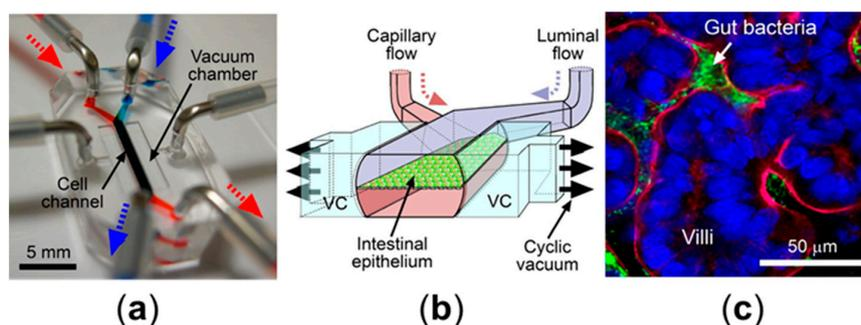 Vacuum
chamber
Cell
channel
5 mm
(a)
Capillary
flow
Luminal
flow
VC
VC
Intestinal
epithelium
Cyclic
vacuum
(b)
Gut bacteria
Villi
50 μm
(c)